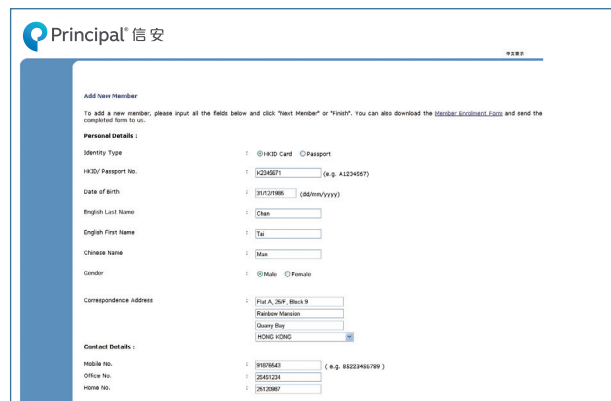 Principal® 信安
中文顯示
Add New Member
To add a new member, please input all the fields below and click "Next Member" or "Finish". You can also download the Member Enrolment Form and send the
completed form to us.
Personal Details :
Identity Type : HKID Card Passport
HKID/ Passport No. : K2345671 (e.g. A1234567)
Date of Birth : 31/12/1985 (dd/mm/yyyy)
English Last Name : Chan
English First Name : Tai
Chinese Name : Man
Gender : Male Female
Correspondence Address : Flat A, 25/F, Block 9
Rainbow Mansion
Quarry Bay
HONG KONG
Contact Details :
Mobile No. : 91876543 ( e.g. 85223456789 )
Office No. : 25451234
Home No. : 25120987